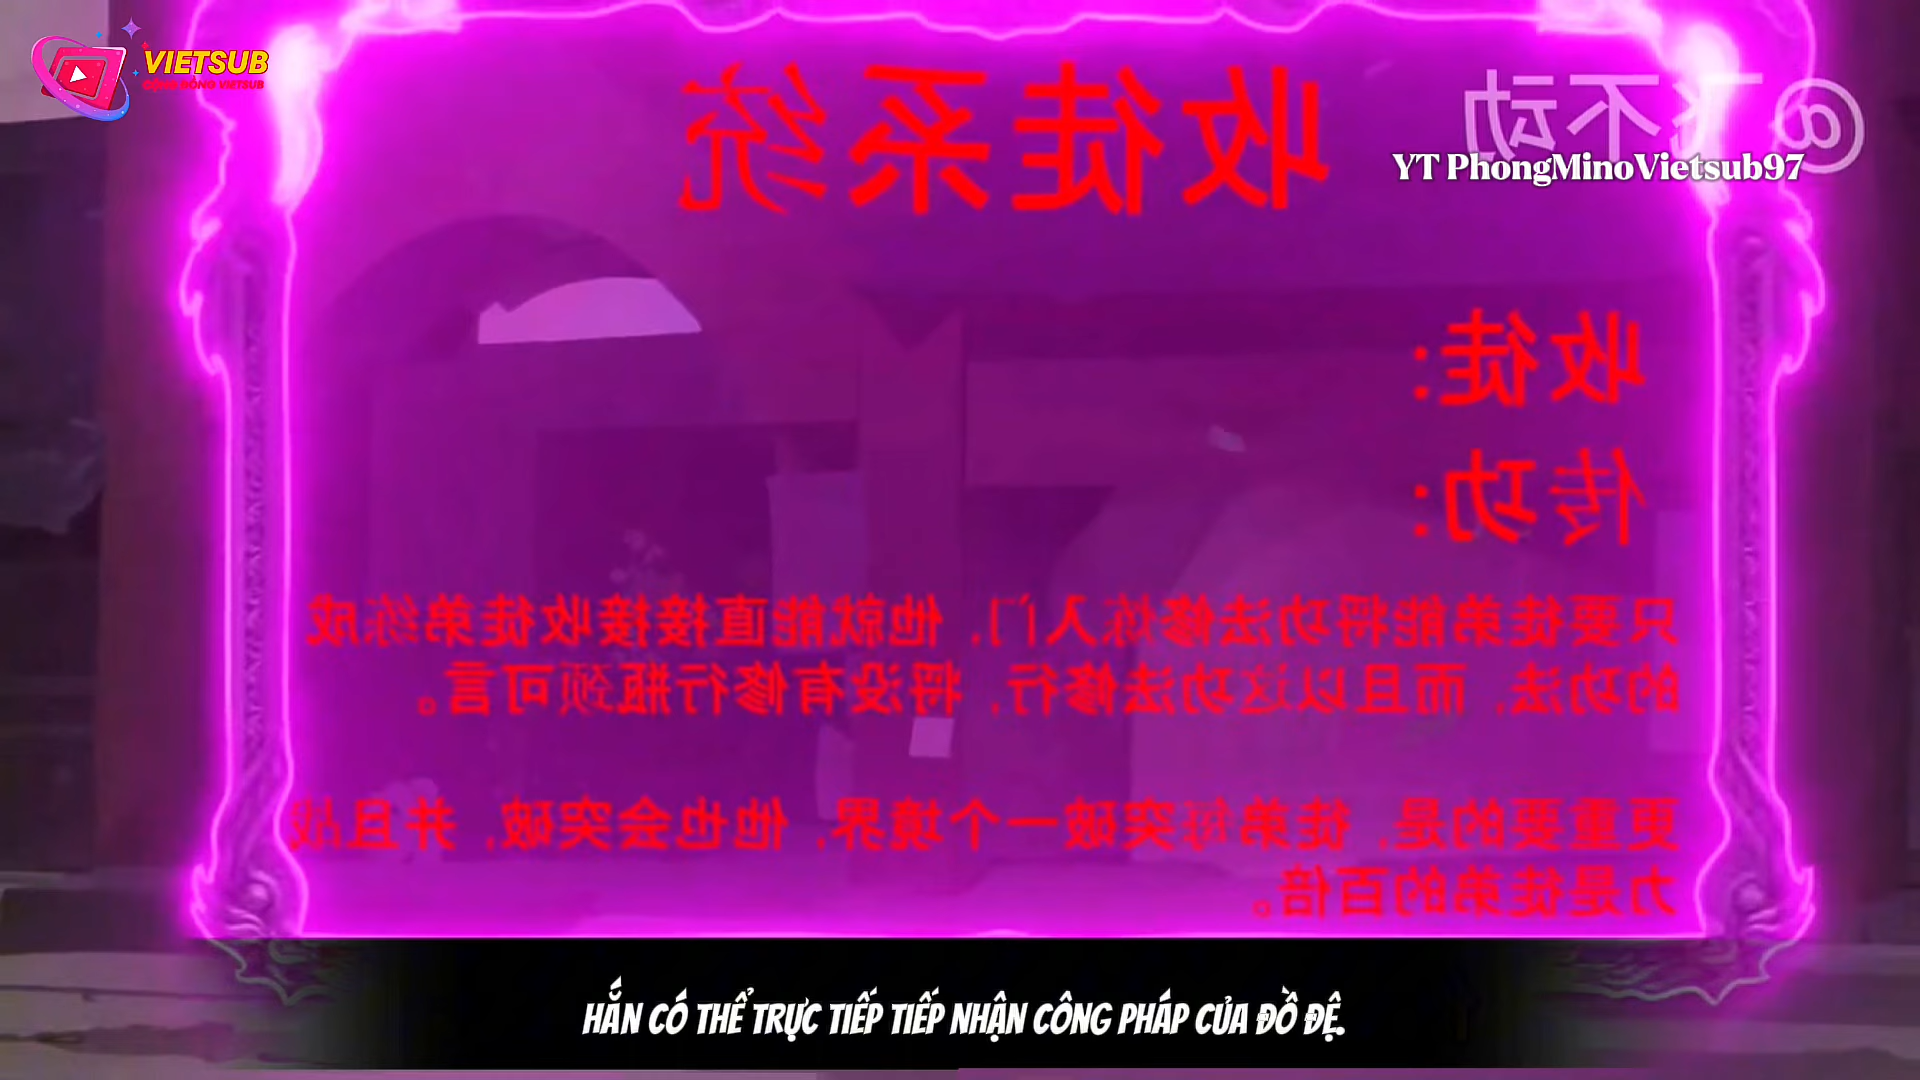 VIETSUB
CỘNG ĐỒNG VIETSUB
收徒系统
YT PhongMinoVietsub97
收徒:
传功:
只要徒弟能将功法修炼入门，他就能直接接收徒弟练成
的功法，而且以这功法修行，将没有修行瓶颈可言。
更重要的是，徒弟每突破一个境界，他也会突破，并且战
力是徒弟的百倍。
HẮN CÓ THỂ TRỰC TIẾP TIẾP NHẬN CÔNG PHÁP CỦA ĐỒ ĐỆ.